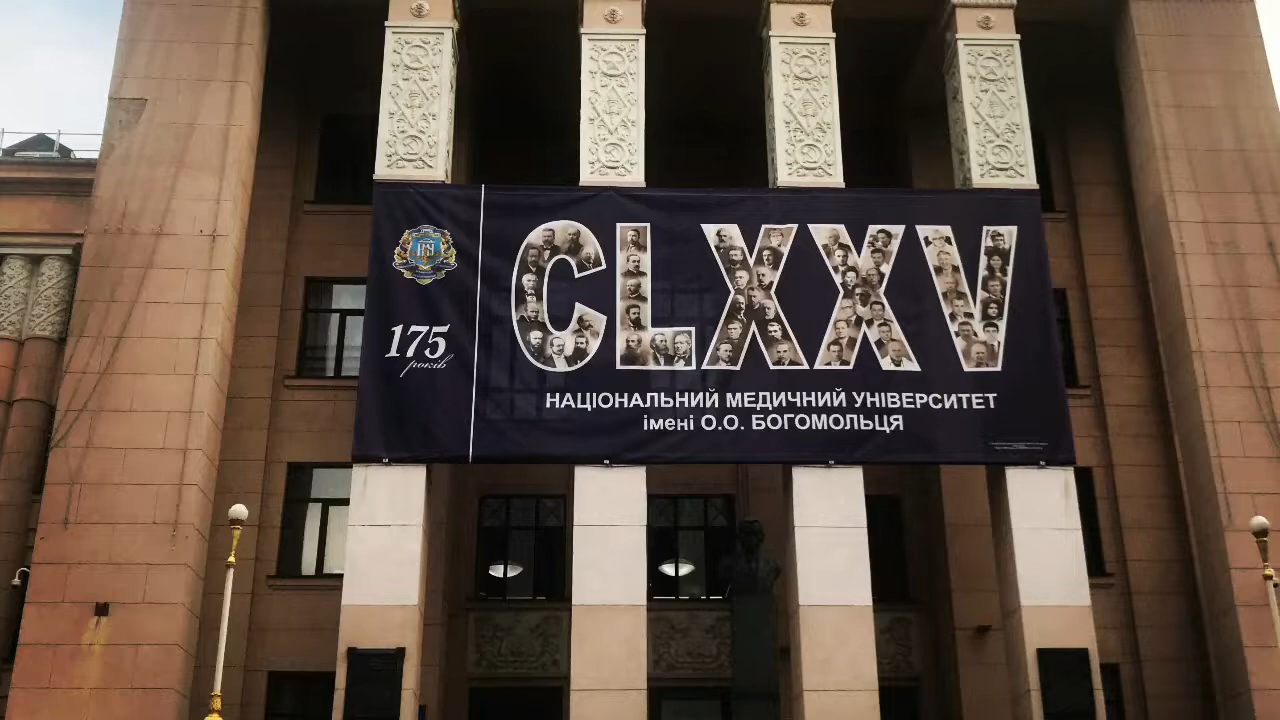 175
років
CLXXV
НАЦІОНАЛЬНИЙ МЕДИЧНИЙ УНІВЕРСИТЕТ
імені О.О. БОГОМОЛЬЦЯ